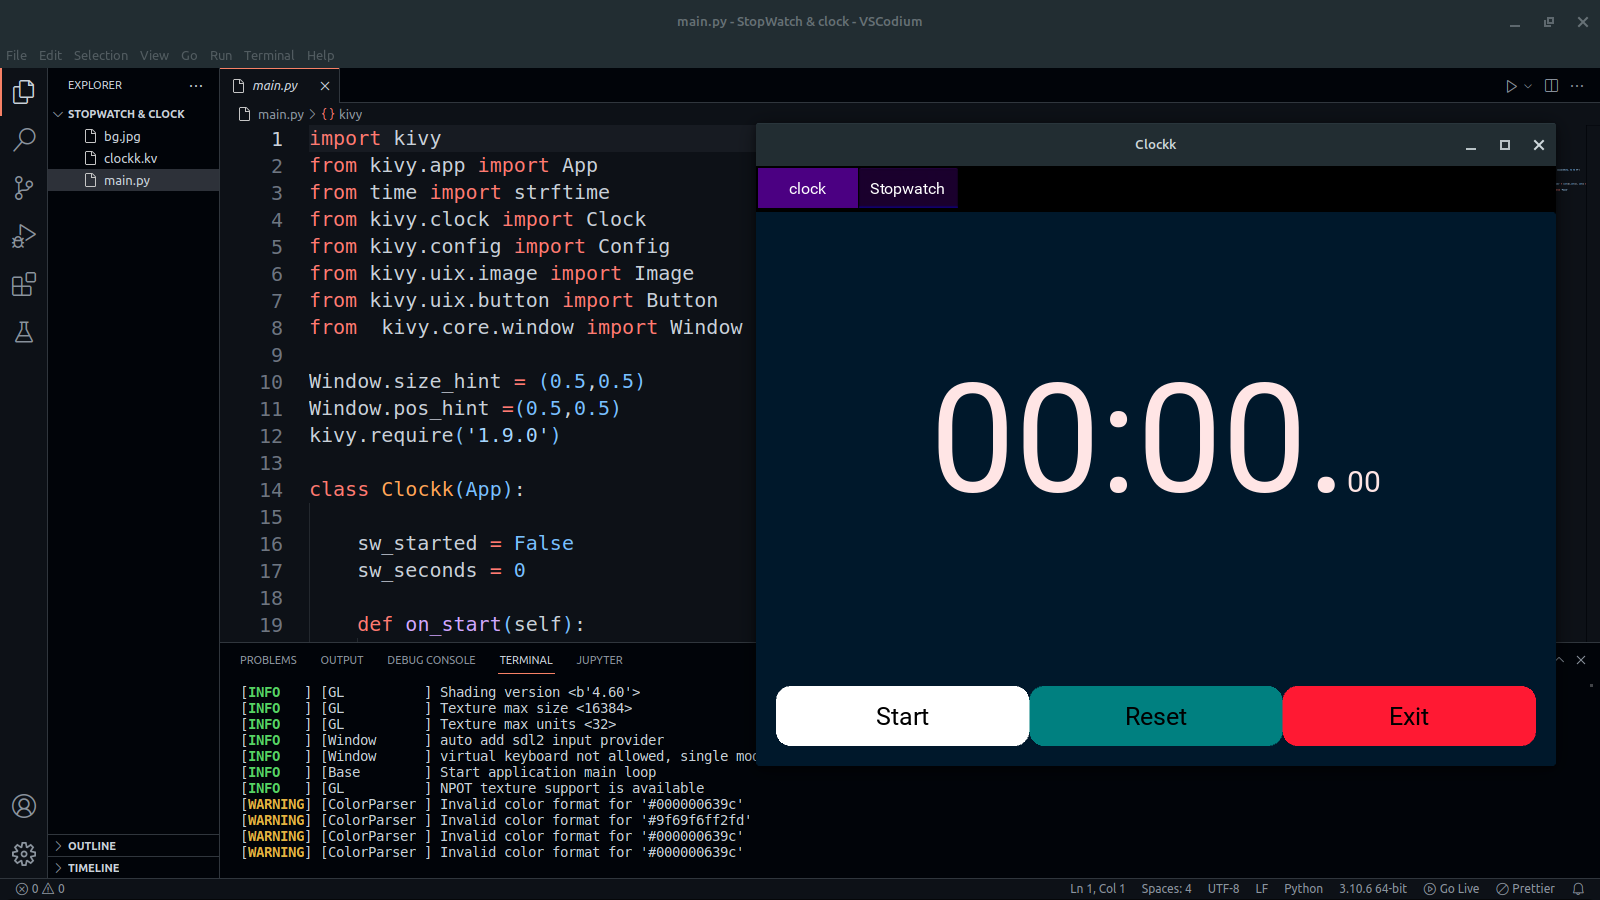 main.py - StopWatch & clock - VSCodium
File Edit Selection View Go Run Terminal Help
EXPLORER
STOPWATCH & CLOCK
bg.jpg
clockk.kv
main.py
OUTLINE
TIMELINE
main.py
main.py > {} kivy
1 import kivy
2 from kivy.app import App
3 from time import strftime
4 from kivy.clock import Clock
5 from kivy.config import Config
6 from kivy.uix.image import Image
7 from kivy.uix.button import Button
8 from  kivy.core.window import Window
9
10 Window.size_hint = (0.5,0.5)
11 Window.pos_hint =(0.5,0.5)
12 kivy.require('1.9.0')
13
14 class Clockk(App):
15
16     sw_started = False
17     sw_seconds = 0
18
19     def on_start(self):
Clockk
clock Stopwatch
00:00.00
Start Reset Exit
PROBLEMS OUTPUT DEBUG CONSOLE TERMINAL JUPYTER
[INFO   ] [GL          ] Shading version <b'4.60'>
[INFO   ] [GL          ] Texture max size <16384>
[INFO   ] [GL          ] Texture max units <32>
[INFO   ] [Window      ] auto add sdl2 input provider
[INFO   ] [Window      ] virtual keyboard not allowed, single mo
[INFO   ] [Base        ] Start application main loop
[INFO   ] [GL          ] NPOT texture support is available
[WARNING] [ColorParser ] Invalid color format for '#000000639c'
[WARNING] [ColorParser ] Invalid color format for '#9f69f6ff2fd'
[WARNING] [ColorParser ] Invalid color format for '#000000639c'
[WARNING] [ColorParser ] Invalid color format for '#000000639c'
0 0 Ln 1, Col 1 Spaces: 4 UTF-8 LF Python 3.10.6 64-bit Go Live Prettier